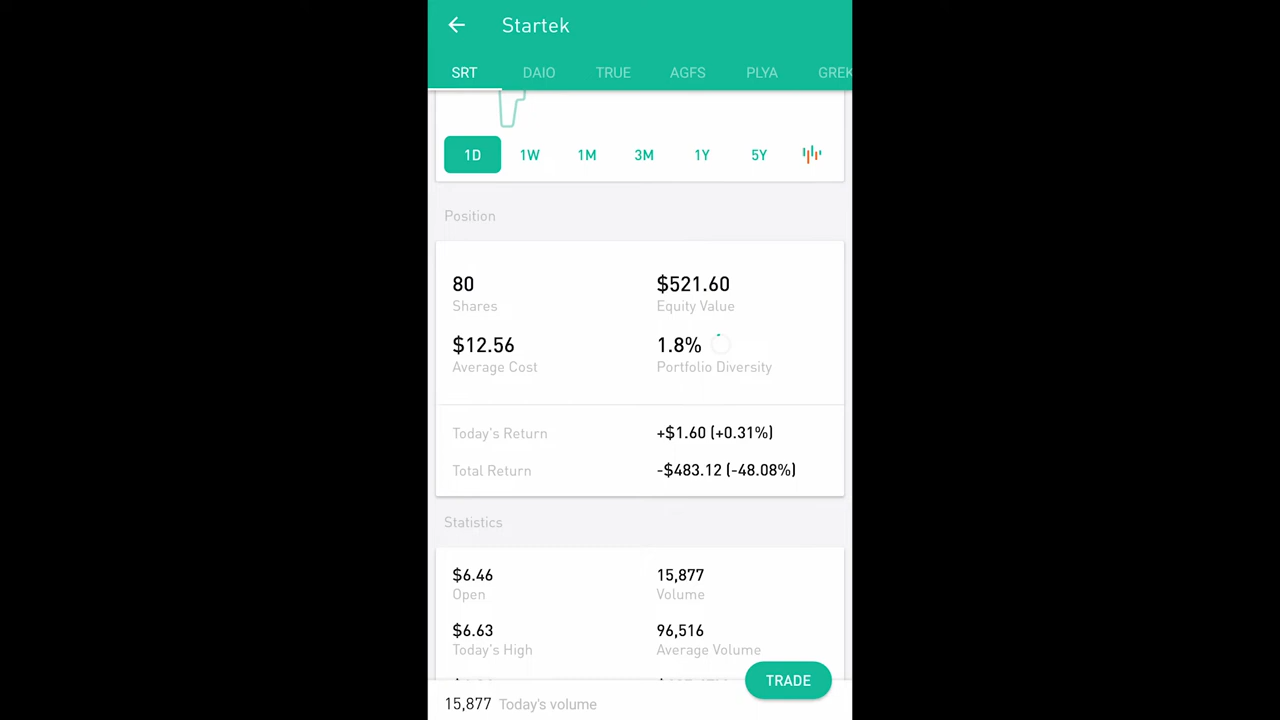 Startek
SRT DAIO TRUE AGFS PLYA GREK
1D 1W 1M 3M 1Y 5Y
Position
80 $521.60
Shares Equity Value
$12.56 1.8%
Average Cost Portfolio Diversity
Today's Return +$1.60 (+0.31%)
Total Return -$483.12 (-48.08%)
Statistics
$6.46 15,877
Open Volume
$6.63 96,516
Today's High Average Volume
TRADE
15,877 Today's volume